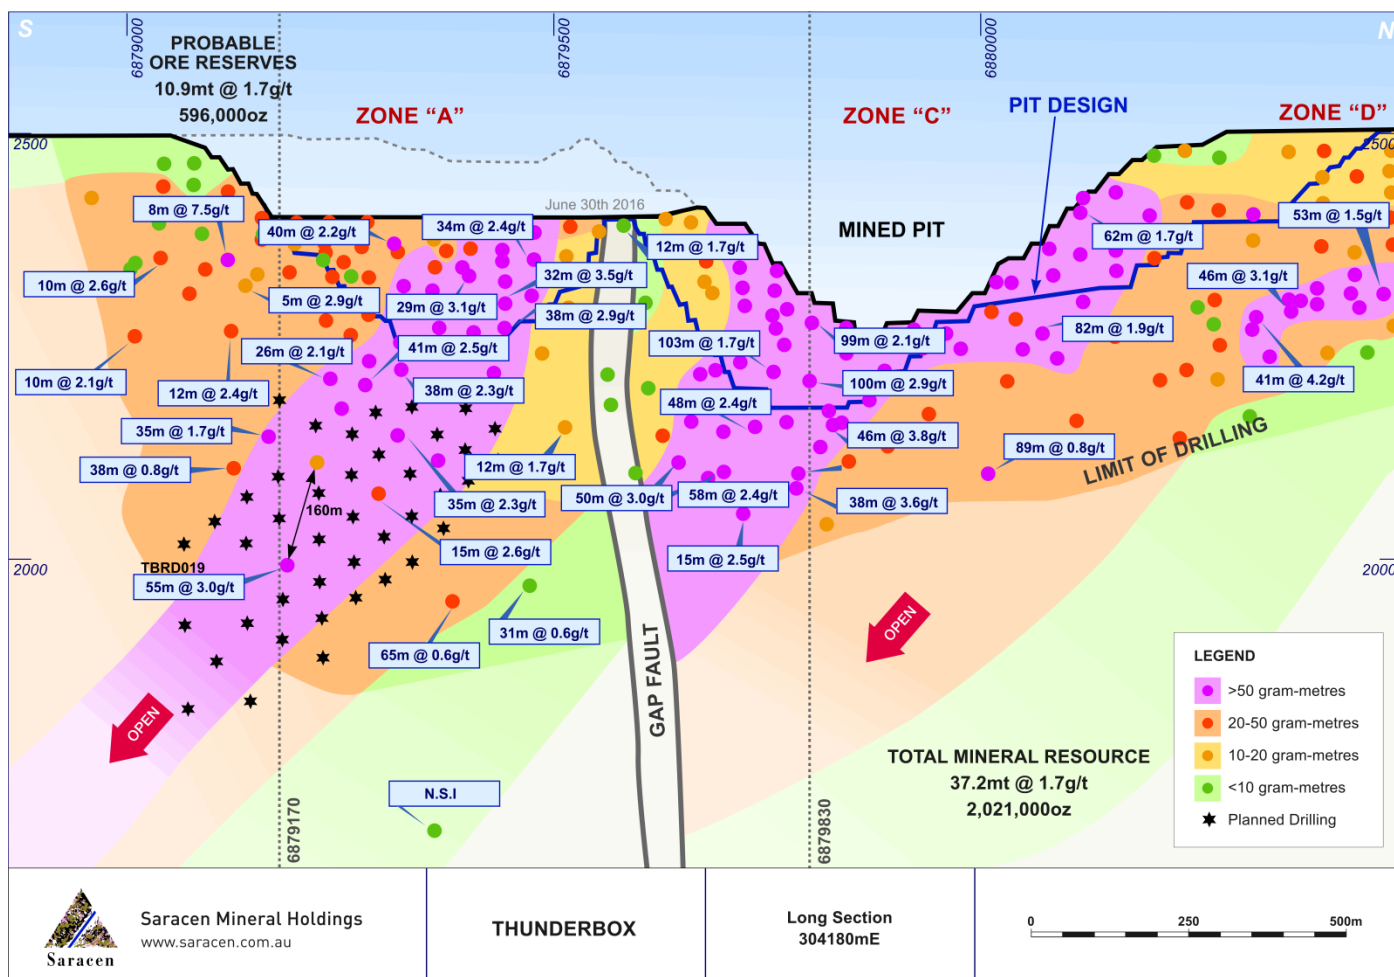 S
N
6879000
6879500
6880000
PROBABLE
ORE RESERVES
10.9mt @ 1.7g/t
596,000oz
ZONE "A"
ZONE "C"
PIT DESIGN
ZONE "D"
2500
2500
June 30th 2016
MINED PIT
8m @ 7.5g/t
40m @ 2.2g/t
34m @ 2.4g/t
12m @ 1.7g/t
62m @ 1.7g/t
53m @ 1.5g/t
10m @ 2.6g/t
5m @ 2.9g/t
29m @ 3.1g/t
32m @ 3.5g/t
38m @ 2.9g/t
46m @ 3.1g/t
26m @ 2.1g/t
41m @ 2.5g/t
103m @ 1.7g/t
99m @ 2.1g/t
82m @ 1.9g/t
10m @ 2.1g/t
12m @ 2.4g/t
38m @ 2.3g/t
48m @ 2.4g/t
100m @ 2.9g/t
41m @ 4.2g/t
35m @ 1.7g/t
46m @ 3.8g/t
38m @ 0.8g/t
12m @ 1.7g/t
89m @ 0.8g/t
LIMIT OF DRILLING
35m @ 2.3g/t
50m @ 3.0g/t
58m @ 2.4g/t
38m @ 3.6g/t
160m
15m @ 2.6g/t
15m @ 2.5g/t
2000
2000
TBRD019
55m @ 3.0g/t
31m @ 0.6g/t
65m @ 0.6g/t
OPEN
OPEN
GAP FAULT
N.S.I
6879170
6879830
TOTAL MINERAL RESOURCE
37.2mt @ 1.7g/t
2,021,000oz
LEGEND
>50 gram-metres
20-50 gram-metres
10-20 gram-metres
<10 gram-metres
Planned Drilling
Saracen
Saracen Mineral Holdings
www.saracen.com.au
THUNDERBOX
Long Section
304180mE
0 250 500m